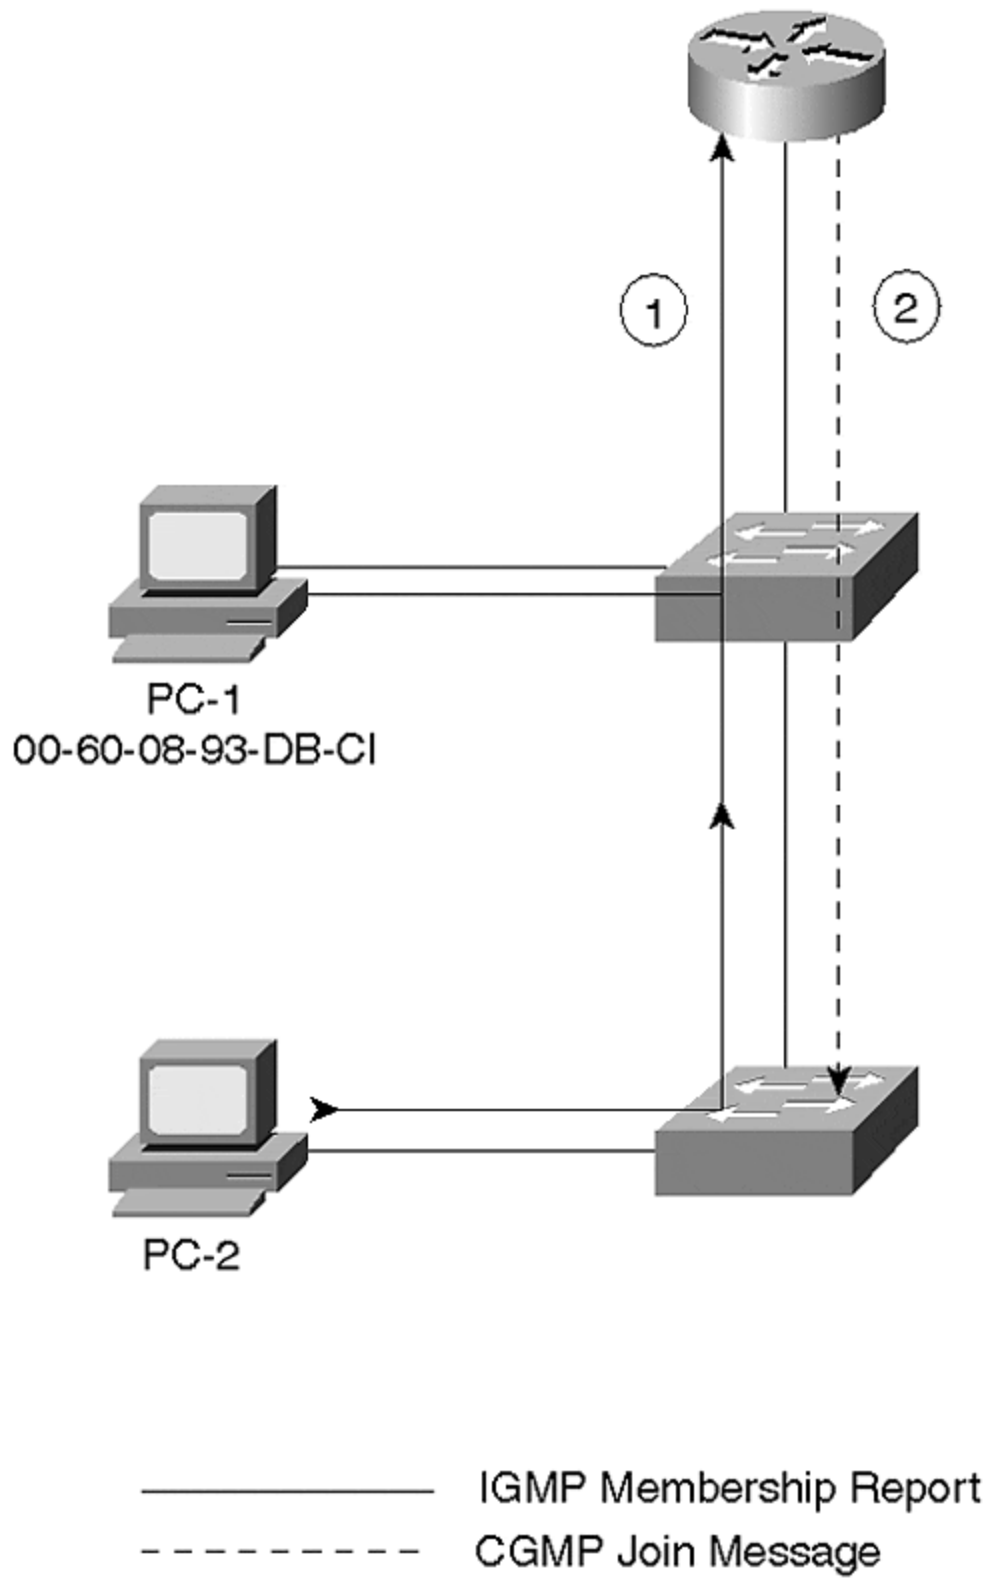 1
2
PC-1
00-60-08-93-DB-CI
PC-2
IGMP Membership Report
CGMP Join Message